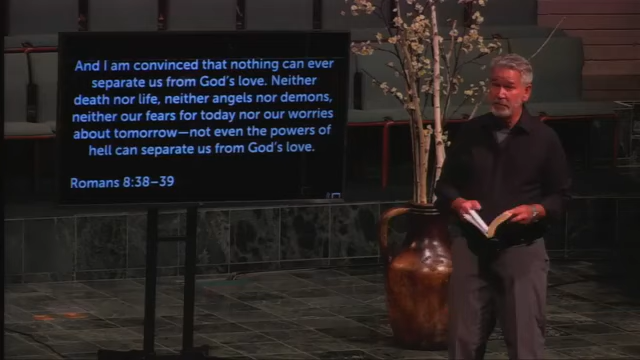 And I am convinced that nothing can ever
separate us from God's love. Neither
death nor life, neither angels nor demons,
neither our fears for today nor our worries
about tomorrow—not even the powers of
hell can separate us from God's love.
Romans 8:38–39